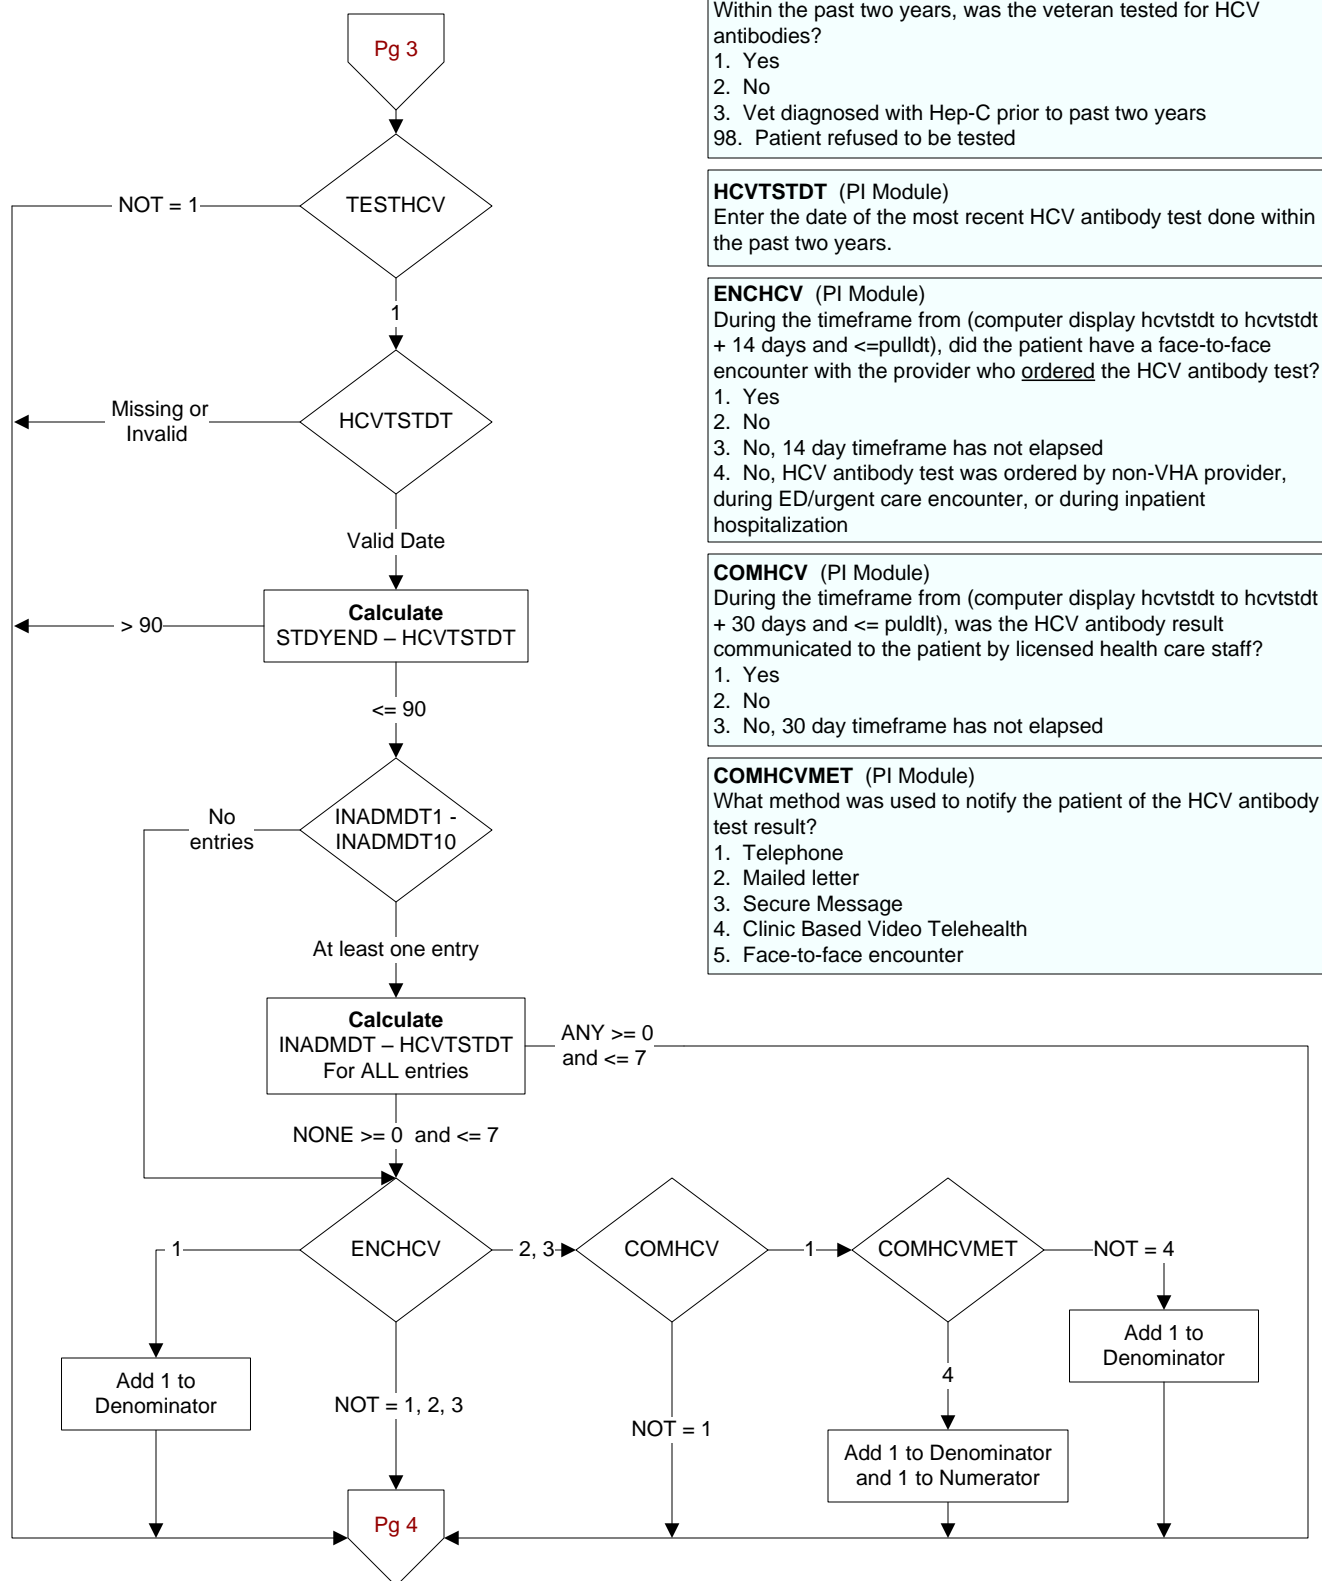 Pg 3
TESTHCV
NOT = 1
1
HCVTSTDT
Missing or
Invalid
Valid Date
Calculate
STDYEND – HCVTSTDT
> 90
<= 90
INADMDT1 -
INADMDT10
No
entries
At least one entry
Calculate
INADMDT – HCVTSTDT
For ALL entries
ANY >= 0
and <= 7
NONE >= 0 and <= 7
ENCHCV
1
2, 3
COMHCV
1
COMHCVMET
NOT = 4
Add 1 to
Denominator
NOT = 1, 2, 3
NOT = 1
4
Add 1 to Denominator
and 1 to Numerator
Add 1 to
Denominator
Pg 4
Within the past two years, was the veteran tested for HCV
antibodies?
1. Yes
2. No
3. Vet diagnosed with Hep-C prior to past two years
98. Patient refused to be tested
HCVTSTDT (PI Module)
Enter the date of the most recent HCV antibody test done within
the past two years.
ENCHCV (PI Module)
During the timeframe from (computer display hcvtstdt to hcvtstdt
+ 14 days and <=pulldt), did the patient have a face-to-face
encounter with the provider who ordered the HCV antibody test?
1. Yes
2. No
3. No, 14 day timeframe has not elapsed
4. No, HCV antibody test was ordered by non-VHA provider,
during ED/urgent care encounter, or during inpatient
hospitalization
COMHCV (PI Module)
During the timeframe from (computer display hcvtstdt to hcvtstdt
+ 30 days and <= puldlt), was the HCV antibody result
communicated to the patient by licensed health care staff?
1. Yes
2. No
3. No, 30 day timeframe has not elapsed
COMHCVMET (PI Module)
What method was used to notify the patient of the HCV antibody
test result?
1. Telephone
2. Mailed letter
3. Secure Message
4. Clinic Based Video Telehealth
5. Face-to-face encounter